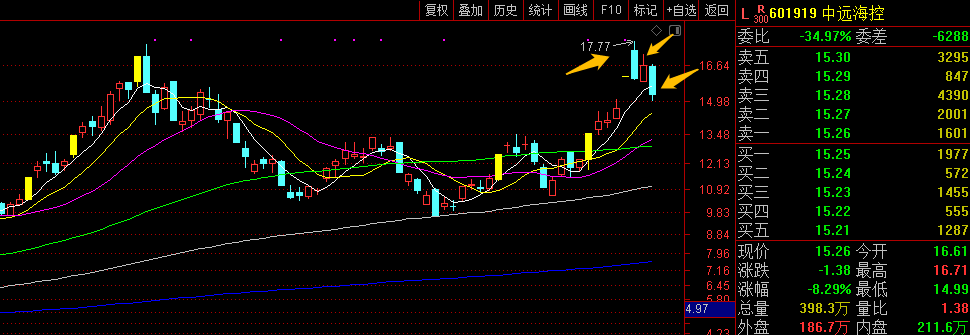 复权 叠加 历史 统计 画线 F10 标记 +自选 返回
L R 300 601919 中远海控
委比 -34.97% 委差 -6288
卖五 15.30 3295
卖四 15.29 847
卖三 15.28 4390
卖二 15.27 2001
卖一 15.26 1601
买一 15.25 1977
买二 15.24 572
买三 15.23 1455
买四 15.22 555
买五 15.21 1287
现价 15.26 今开 16.61
涨跌 -1.38 最高 16.71
涨幅 -8.29% 最低 14.99
总量 398.3万 量比 1.38
外盘 186.7万 内盘 211.6万
17.77
16.64
14.98
13.48
12.13
10.92
9.83
8.84
7.96
7.16
6.45
5.80
4.97
4.23